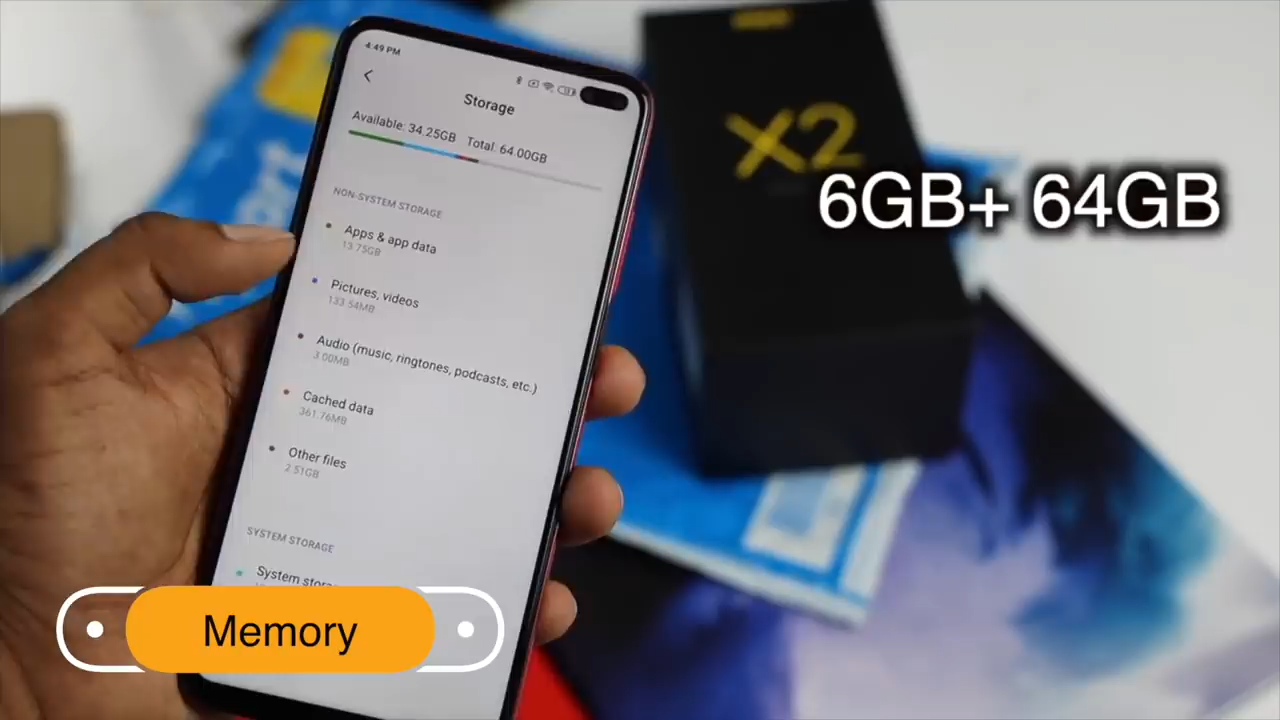 4:49 PM
Storage
Available: 34.25GB Total: 64.00GB
NON-SYSTEM STORAGE
Apps & app data
13.75GB
Pictures, videos
133.54MB
Audio (music, ringtones, podcasts, etc.)
3.00MB
Cached data
361.76MB
Other files
2.51GB
SYSTEM STORAGE
X2
6GB+ 64GB
Memory